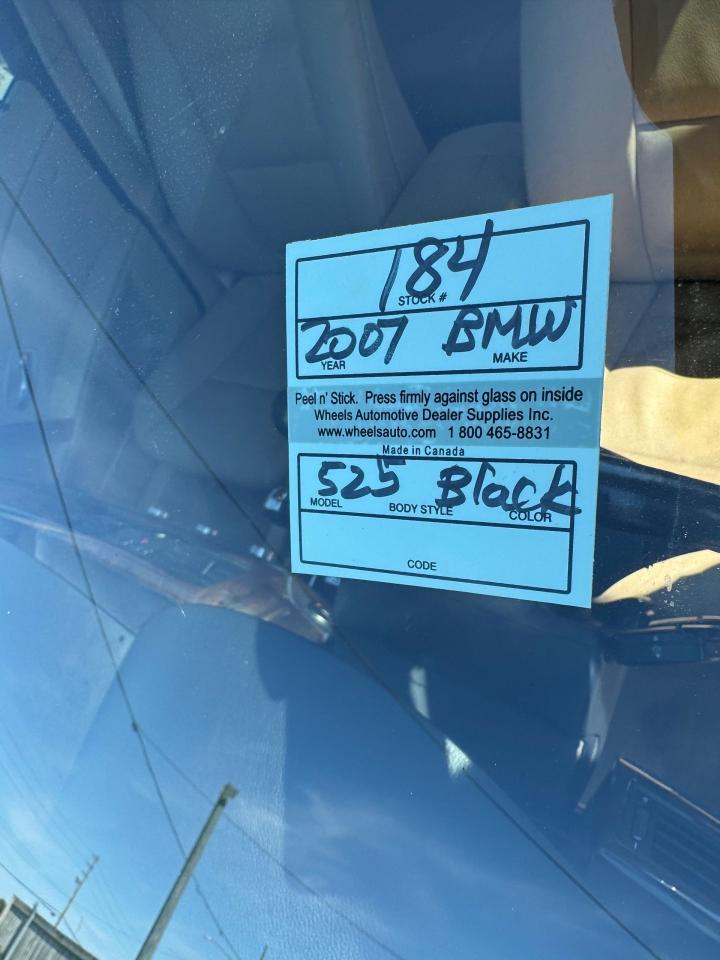 184
STOCK #
2007 BMW
YEAR MAKE
Peel n' Stick. Press firmly against glass on inside
Wheels Automotive Dealer Supplies Inc.
www.wheelsauto.com 1 800 465-8831
Made in Canada
525 Black
MODEL BODY STYLE COLOR
CODE